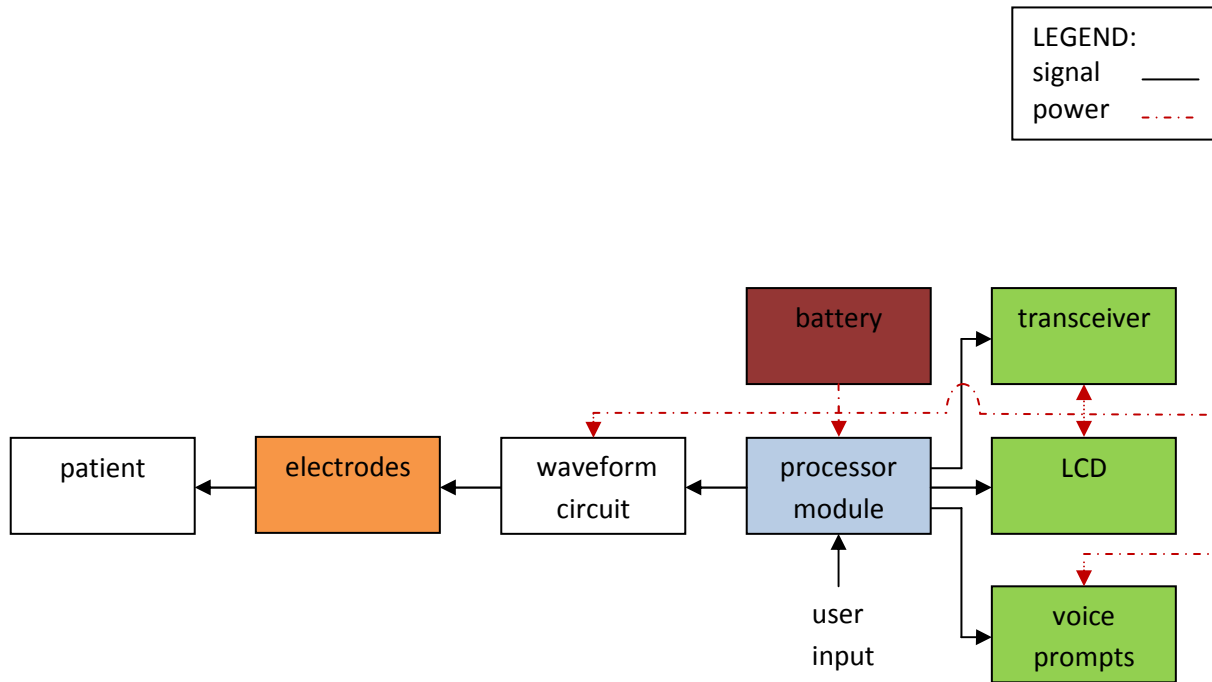 LEGEND:
signal
power
battery
transceiver
patient
electrodes
waveform
circuit
processor
module
LCD
user
input
voice
prompts